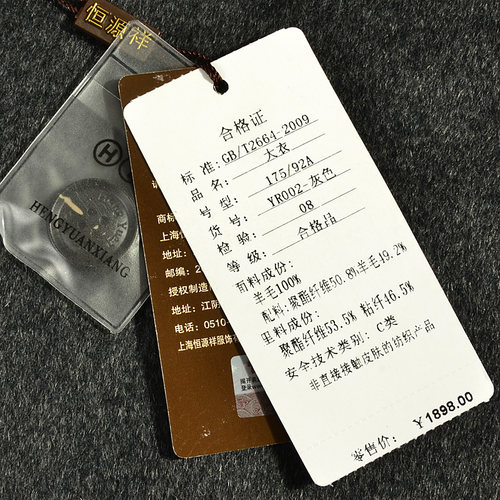 恒源祥
HENGYUANXIANG
合格证
标 准: GB/T2664-2009
品名: 大衣
号型: 175/92A
货号: YR002-灰色
检验: 08
等级: 合格品
面料成份:
羊毛100%
配料:聚酯纤维50.8%羊毛49.2%
里料成份:
聚酯纤维53.5% 粘纤46.5%
安全技术类别: C类
非直接接触皮肤的纺织产品
零售价: ¥1898.00
商标
上海恒
地址:
邮编: 2
授权制造
地址: 江阴
电话: 0510-
上海恒源祥服饰